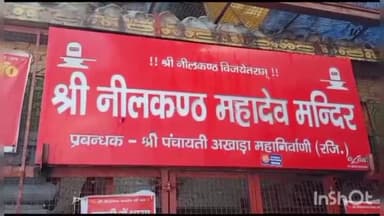 !! श्री नीलकण्ठ विजयेतराम् !!
श्री नीलकण्ठ महादेव मन्दिर
प्रबन्धक - श्री पंचायती अखाड़ा महानिर्वाणी (रजि.)
InShOt